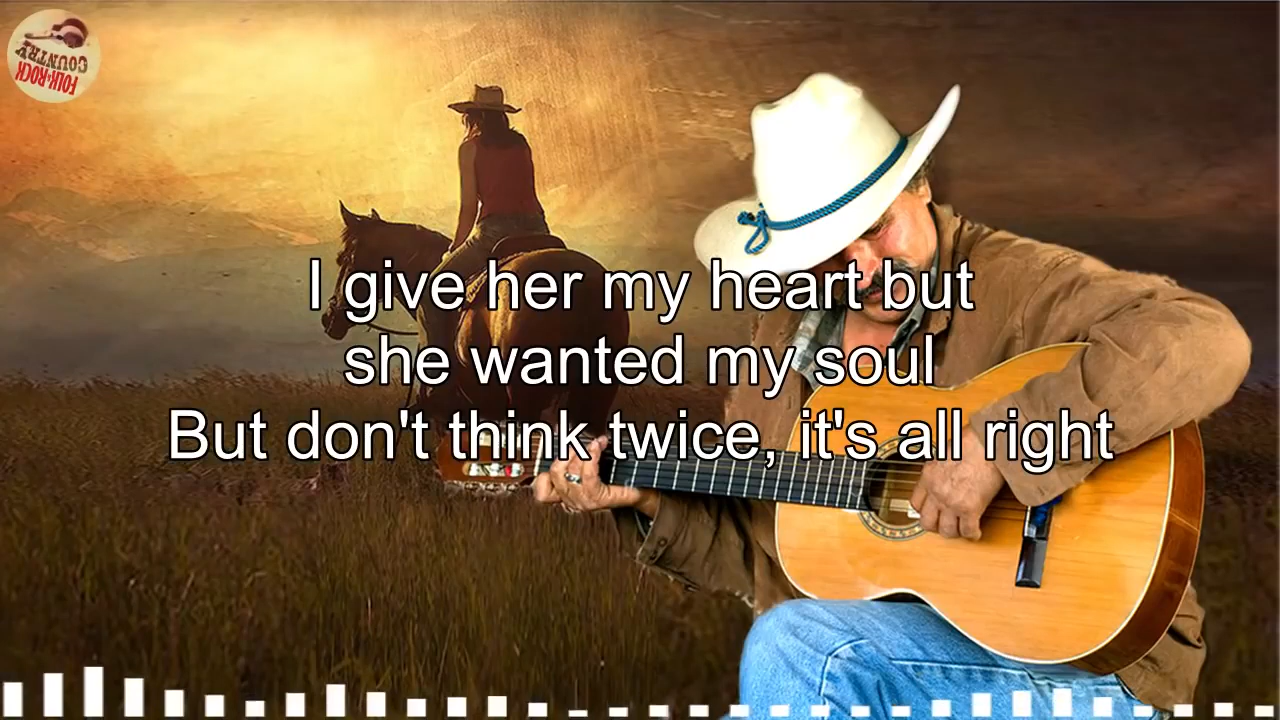 FOLK-ROCK
COUNTRY
I give her my heart but
she wanted my soul
But don't think twice, it's all right